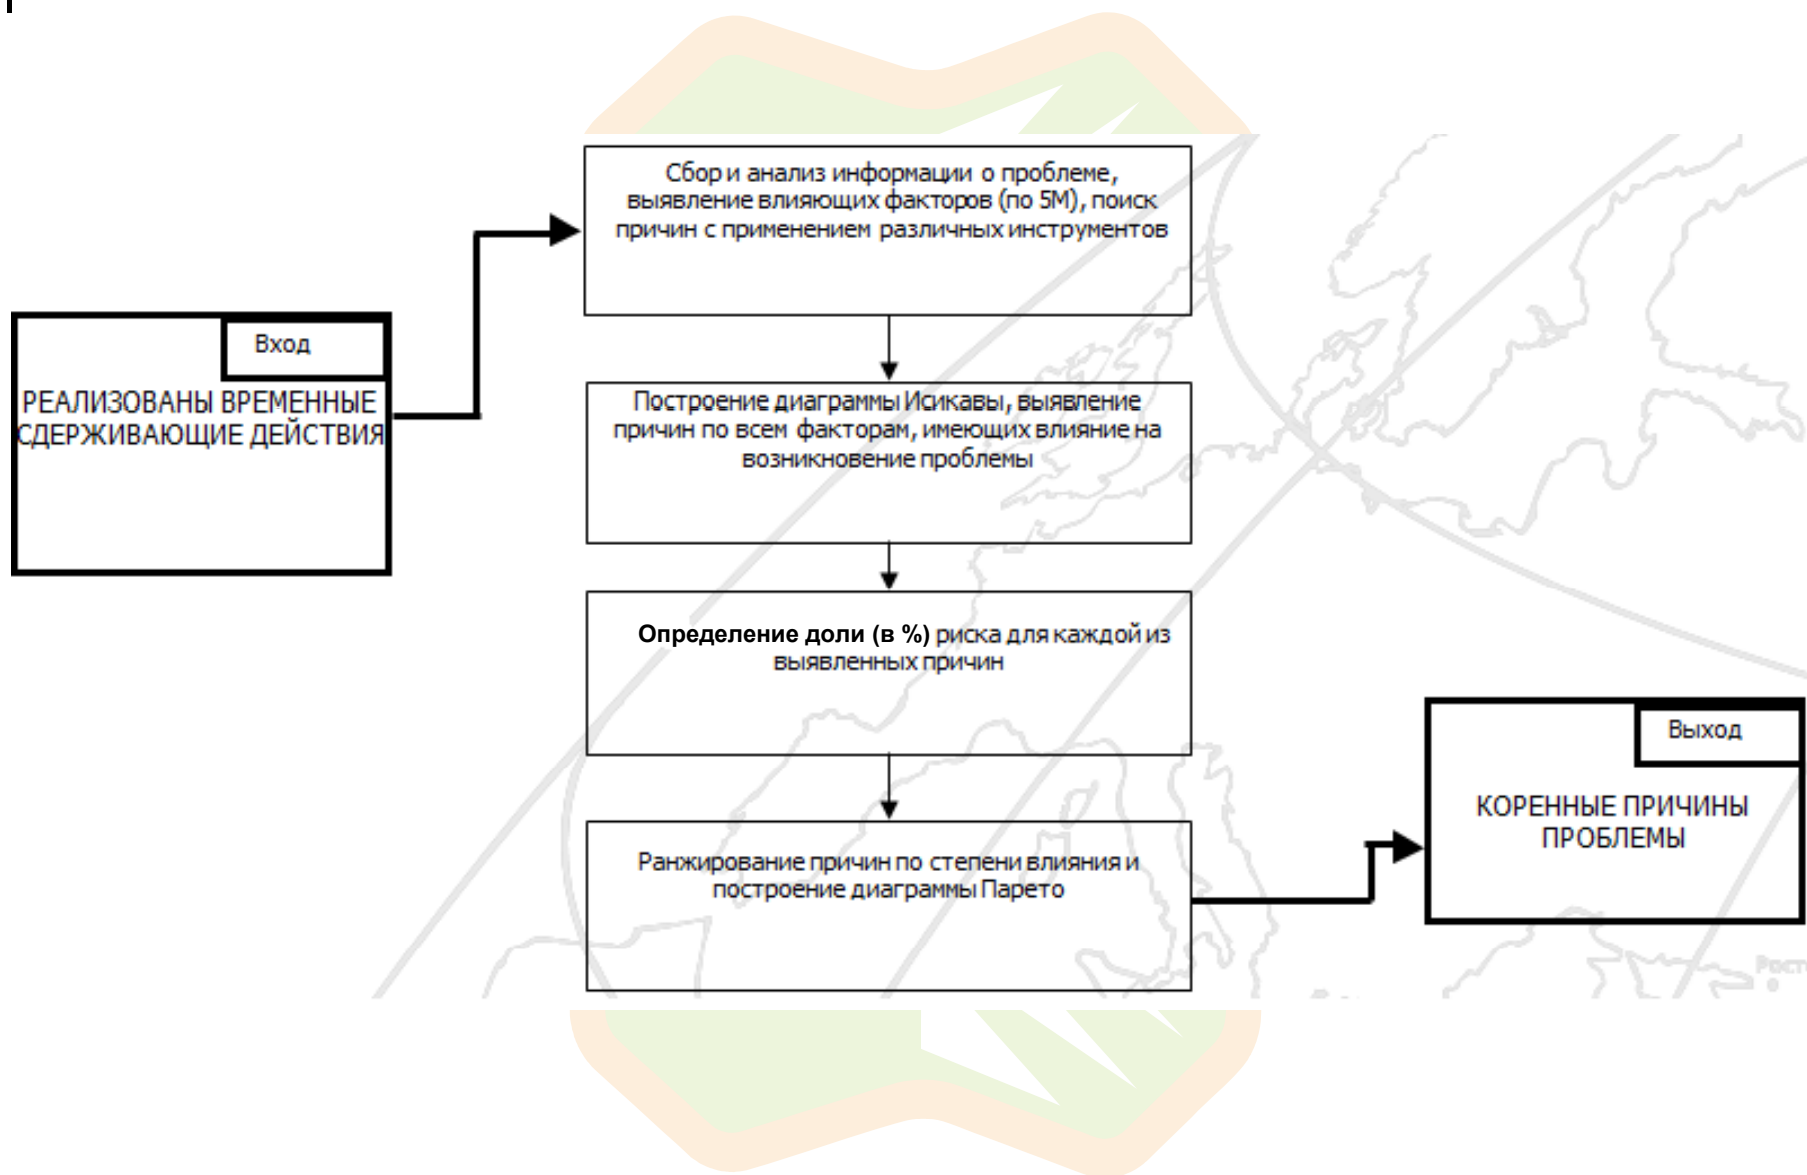 Сбор и анализ информации о проблеме,
выявление влияющих факторов (по 5М), поиск
причин с применением различных инструментов
Вход
РЕАЛИЗОВАНЫ ВРЕМЕННЫЕ
СДЕРЖИВАЮЩИЕ ДЕЙСТВИЯ
Построение диаграммы Исикавы, выявление
причин по всем факторам, имеющих влияние на
возникновение проблемы
Определение доли (в %) риска для каждой из
выявленных причин
Выход
КОРЕННЫЕ ПРИЧИНЫ
ПРОБЛЕМЫ
Ранжирование причин по степени влияния и
построение диаграммы Парето